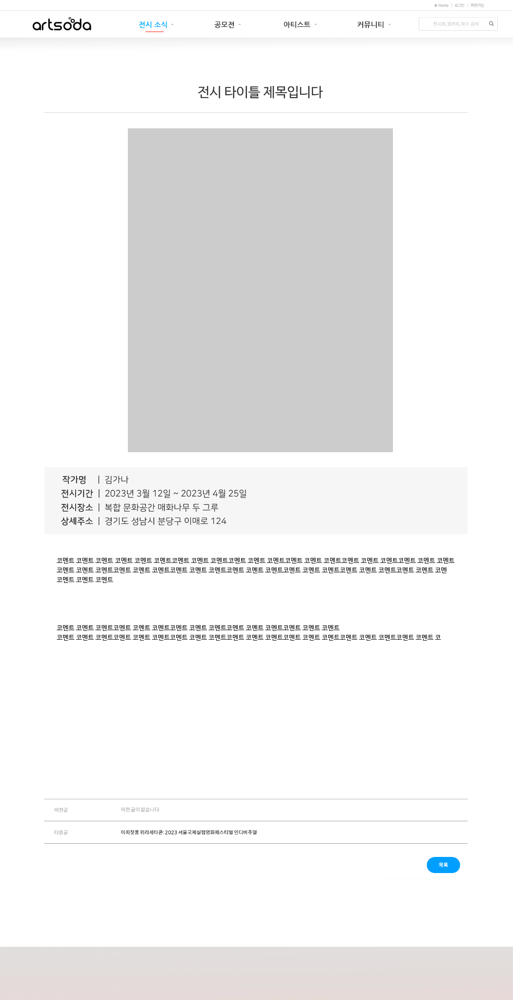 Home 로그인 회원가입
artsoda 전시 소식 공모전 아티스트 커뮤니티 전시회,갤러리,작가 검색
전시 타이틀 제목입니다
작가명 | 김가나
전시기간 | 2023년 3월 12일 ~ 2023년 4월 25일
전시장소 | 복합 문화공간 매화나무 두 그루
상세주소 | 경기도 성남시 분당구 이매로 124
코멘트 코멘트 코멘트 코멘트 코멘트 코멘트코멘트 코멘트 코멘트코멘트 코멘트 코멘트코멘트 코멘트 코멘트코멘트 코멘트 코멘트코멘트 코멘트 코멘트
코멘트 코멘트 코멘트코멘트 코멘트 코멘트코멘트 코멘트 코멘트코멘트 코멘트 코멘트코멘트 코멘트 코멘트코멘트 코멘트 코멘트코멘트 코멘트 코멘
코멘트 코멘트 코멘트
코멘트 코멘트 코멘트코멘트 코멘트 코멘트코멘트 코멘트 코멘트코멘트 코멘트 코멘트코멘트 코멘트 코멘트
코멘트 코멘트 코멘트코멘트 코멘트 코멘트코멘트 코멘트 코멘트코멘트 코멘트 코멘트코멘트 코멘트 코멘트코멘트 코멘트 코멘트코멘트 코멘트 코
이전글 이전 글이 없습니다.
다음글 아피찻퐁 위라세타쿤: 2023 서울국제실험영화페스티벌 인디비주얼
목록